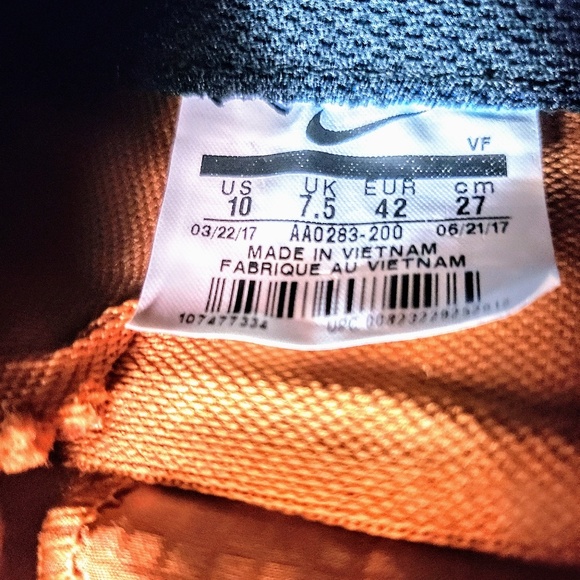 VF
US UK EUR cm
10 7.5 42 27
03/22/17 AA0283-200 06/21/17
MADE IN VIETNAM
FABRIQUE AU VIETNAM
107477334 UPC